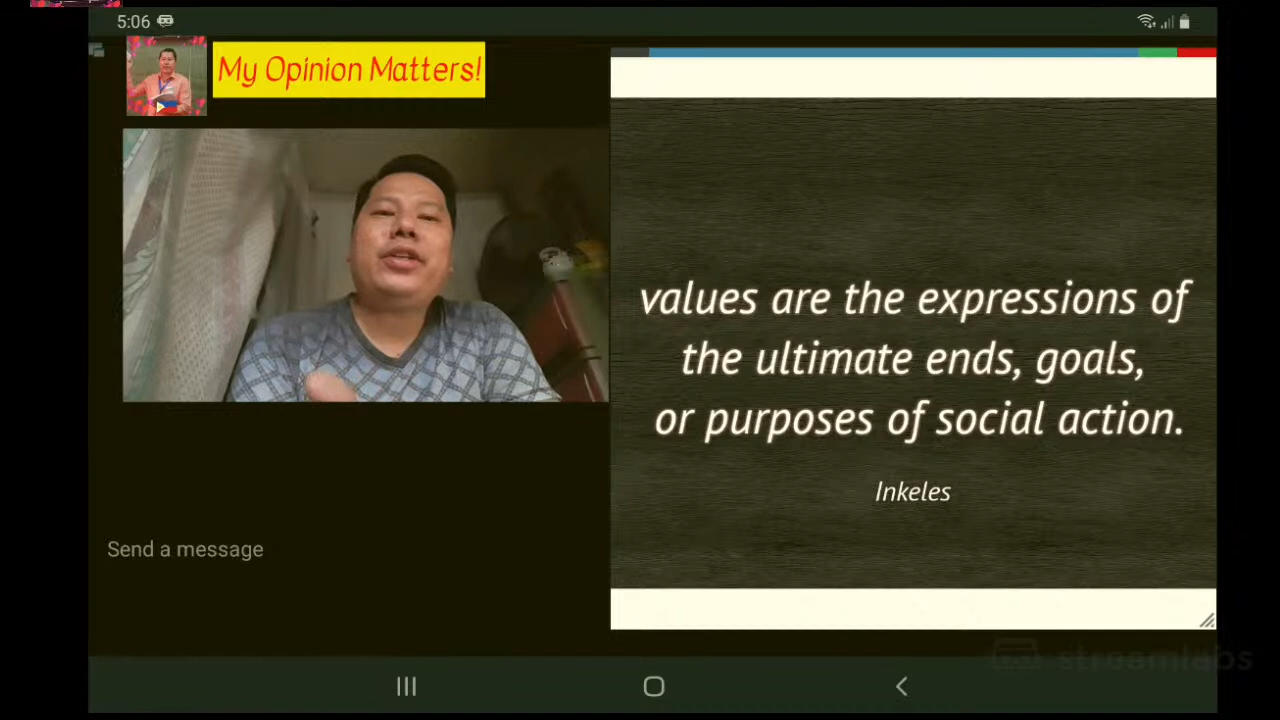 5:06
My Opinion Matters!
values are the expressions of
the ultimate ends, goals,
or purposes of social action.
Inkeles
Send a message
streamlabs